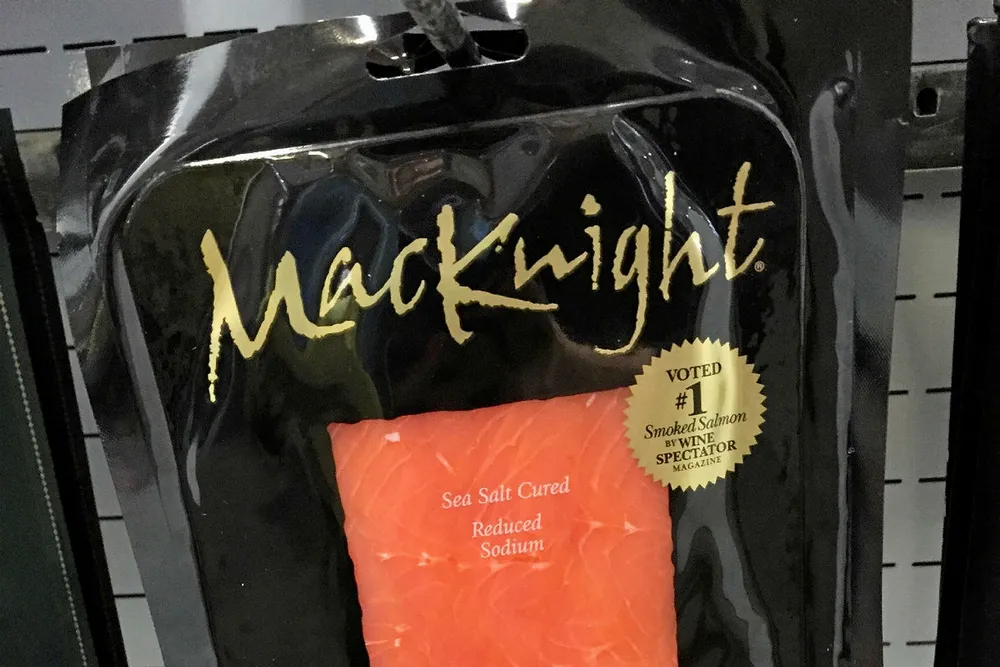 MacKnight®
VOTED
#1
Smoked Salmon
BY WINE
SPECTATOR
MAGAZINE
Sea Salt Cured
Reduced
Sodium